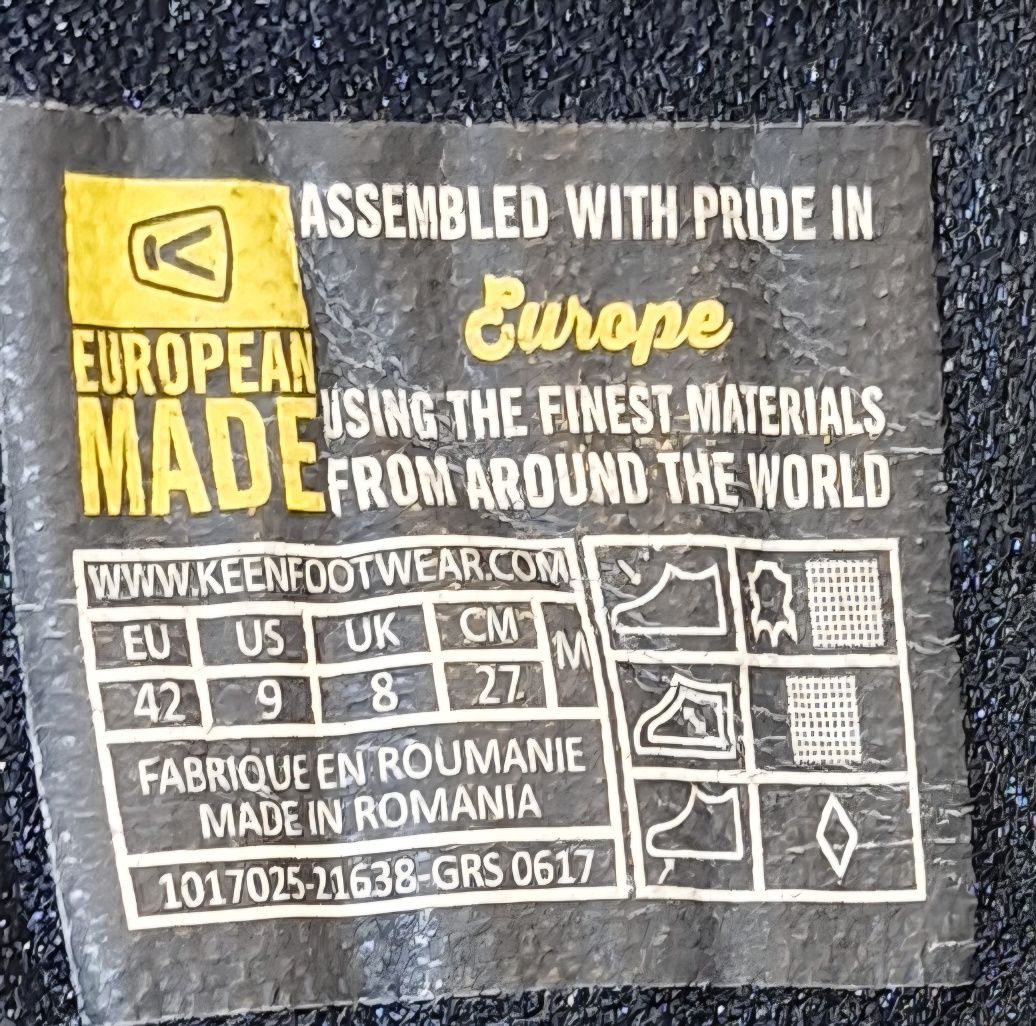 ASSEMBLED WITH PRIDE IN
Europe
EUROPEAN
MADE
USING THE FINEST MATERIALS
FROM AROUND THE WORLD
WWW.KEENFOOTWEAR.COM
EU US UK CM M
42 9 8 27
FABRIQUE EN ROUMANIE
MADE IN ROMANIA
1017025-21638-GRS 0617